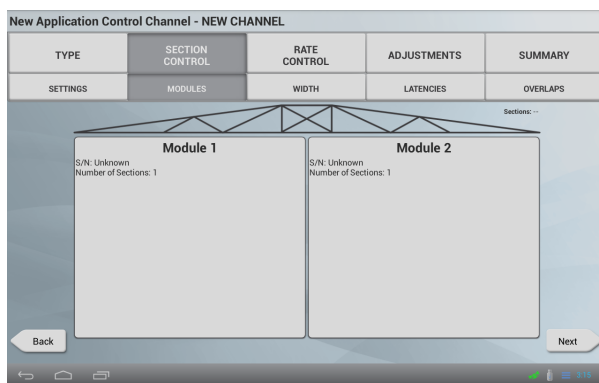 New Application Control Channel - NEW CHANNEL
TYPE
SECTION
CONTROL
RATE
CONTROL
ADJUSTMENTS
SUMMARY
SETTINGS
MODULES
WIDTH
LATENCIES
OVERLAPS
Sections: --
Module 1
S/N: Unknown
Number of Sections: 1
Module 2
S/N: Unknown
Number of Sections: 1
Back
Next